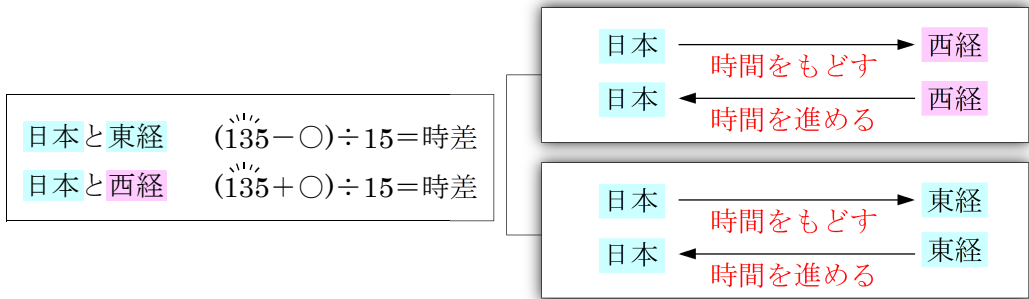 日本と東経 (135−○)÷15=時差
日本と西経 (135+○)÷15=時差
日本 西経
時間をもどす
日本 西経
時間を進める
日本 東経
時間をもどす
日本 東経
時間を進める